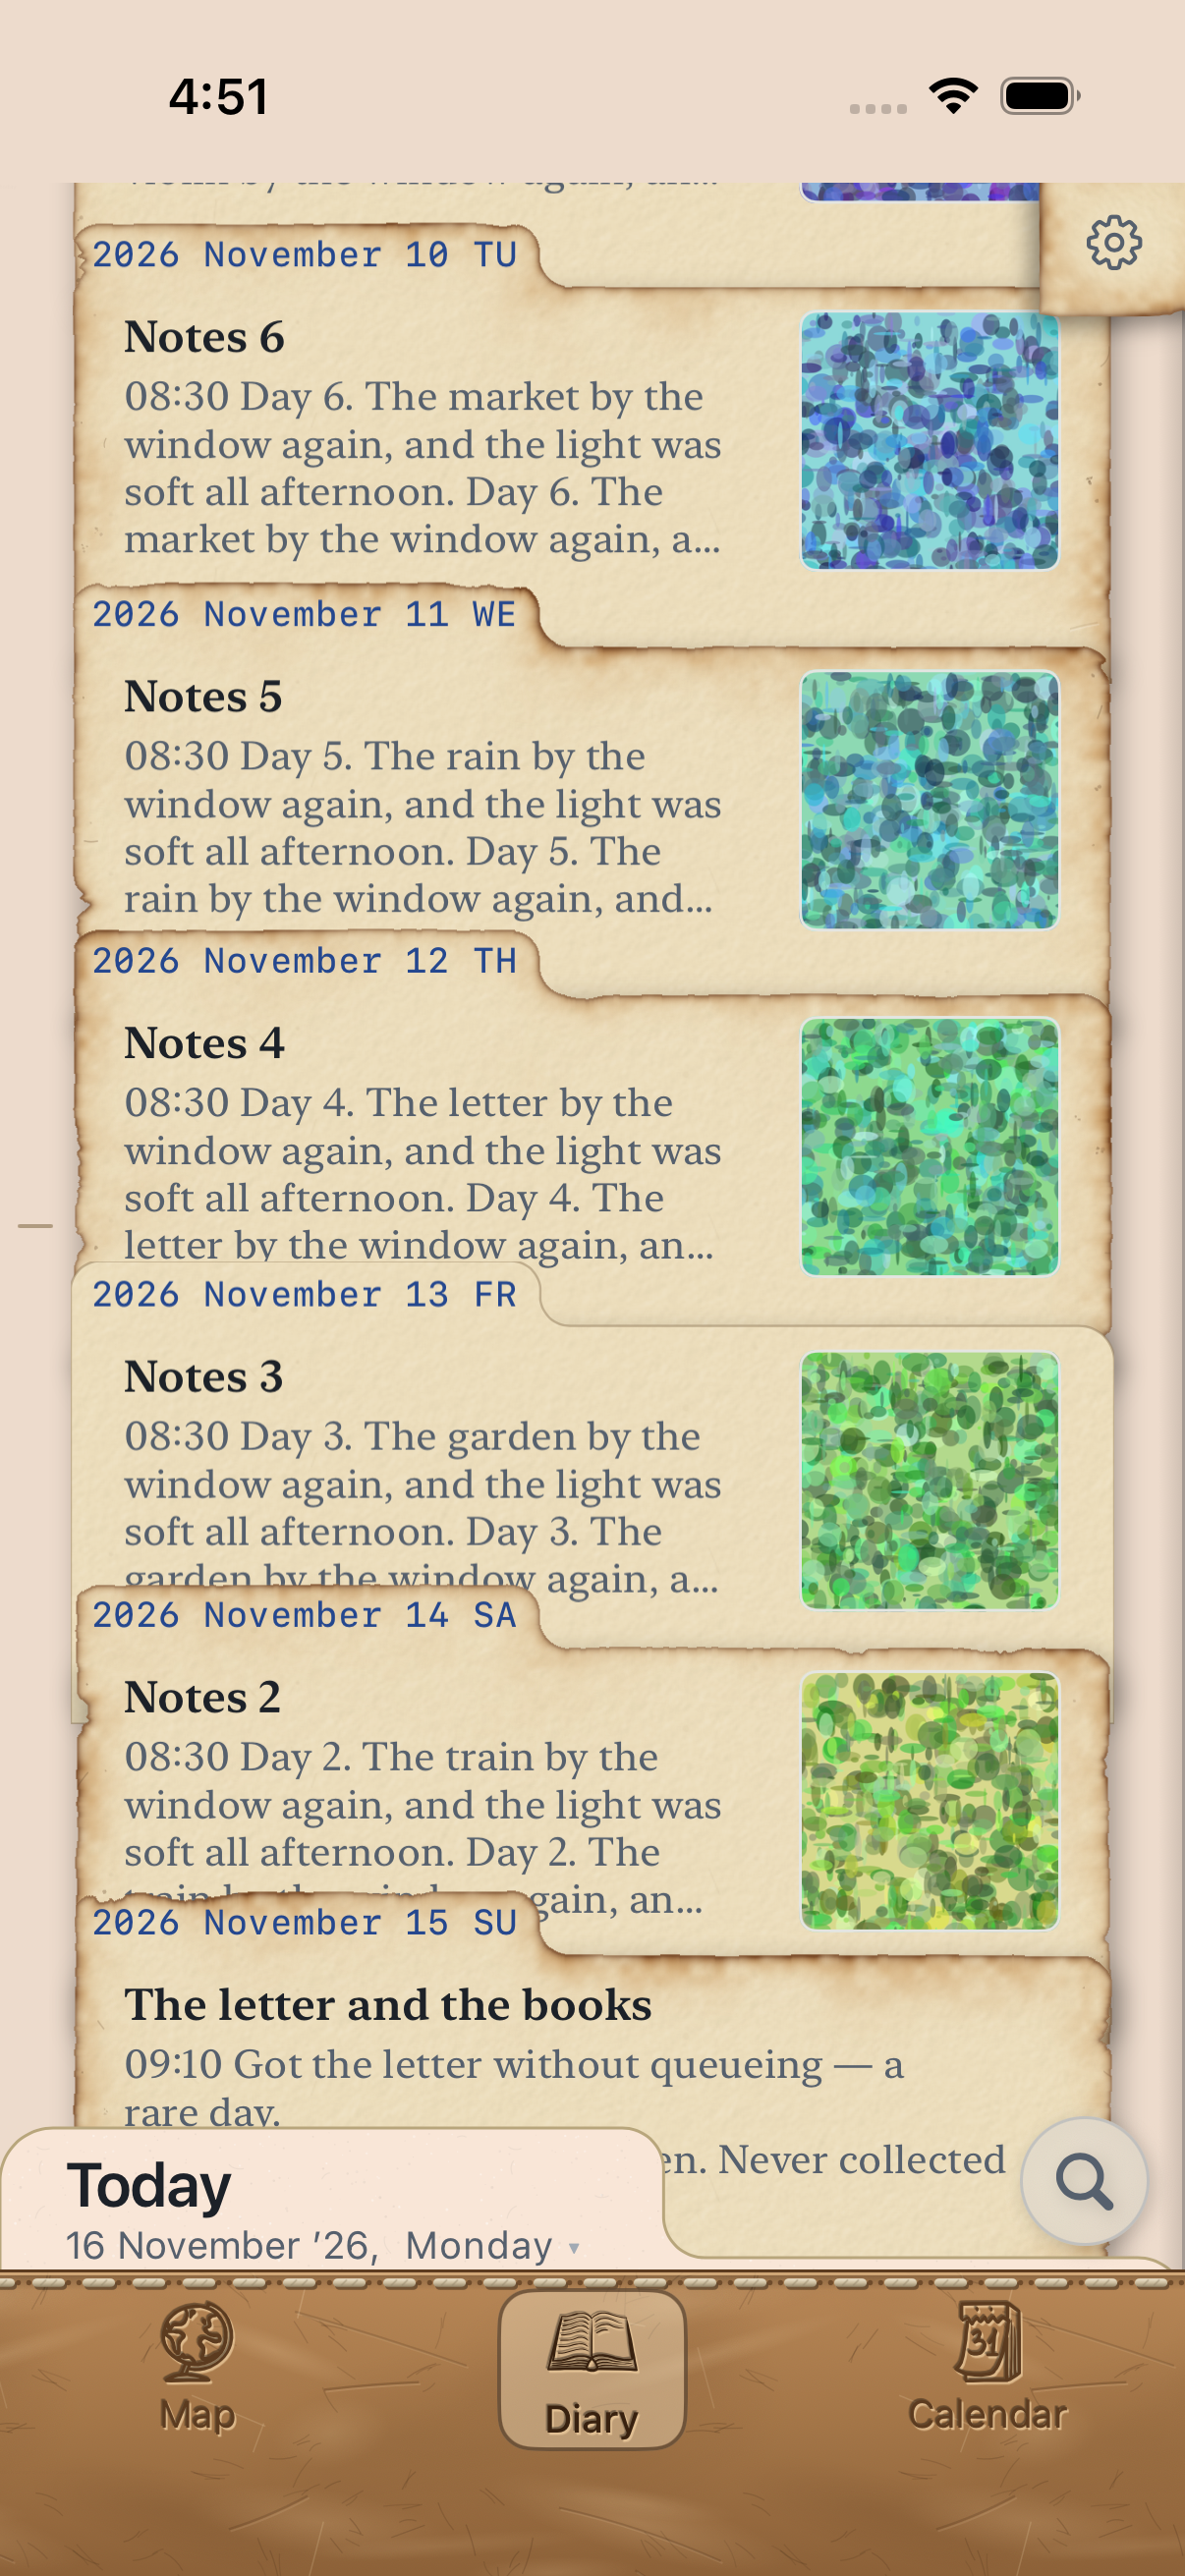 4:51
2026 November 10 TU
Notes 6
08:30 Day 6. The market by the
window again, and the light was
soft all afternoon. Day 6. The
market by the window again, a…
2026 November 11 WE
Notes 5
08:30 Day 5. The rain by the
window again, and the light was
soft all afternoon. Day 5. The
rain by the window again, and…
2026 November 12 TH
Notes 4
08:30 Day 4. The letter by the
window again, and the light was
soft all afternoon. Day 4. The
letter by the window again, an…
2026 November 13 FR
Notes 3
08:30 Day 3. The garden by the
window again, and the light was
soft all afternoon. Day 3. The
garden by the window again, a…
2026 November 14 SA
Notes 2
08:30 Day 2. The train by the
window again, and the light was
soft all afternoon. Day 2. The
again, an…
2026 November 15 SU
The letter and the books
09:10 Got the letter without queueing — a
rare day.
Never collected
Today
16 November ’26, Monday
31
Map
Diary
Calendar